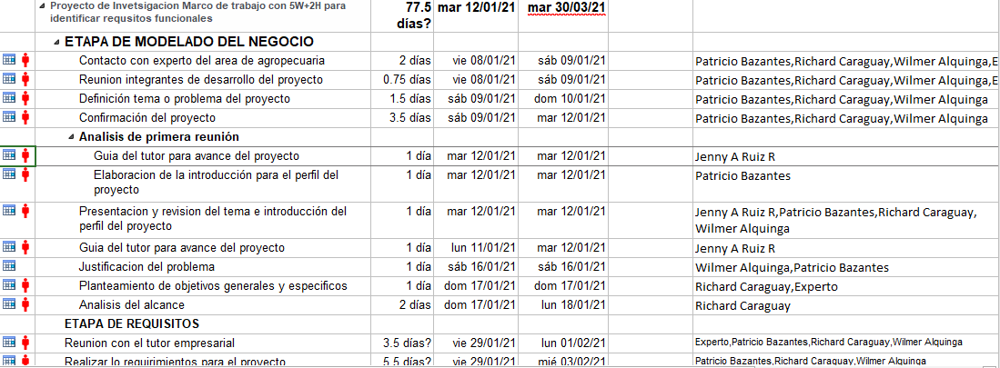 Proyecto de Invetsigacion Marco de trabajo con 5W+2H para 77.5 mar 12/01/21 mar 30/03/21
identificar requsitos funcionales días?
ETAPA DE MODELADO DEL NEGOCIO
Contacto con experto del area de agropecuaria 2 días vie 08/01/21 sáb 09/01/21 Patricio Bazantes,Richard Caraguay,Wilmer Alquinga,E
Reunion integrantes de desarrollo del proyecto 0.75 días vie 08/01/21 sáb 09/01/21 Patricio Bazantes,Richard Caraguay,Wilmer Alquinga,E
Definición tema o problema del proyecto 1.5 días sáb 09/01/21 dom 10/01/21 Patricio Bazantes,Richard Caraguay,Wilmer Alquinga
Confirmación del proyecto 3.5 días sáb 09/01/21 mar 12/01/21 Patricio Bazantes,Richard Caraguay,Wilmer Alquinga
Analisis de primera reunión
Guia del tutor para avance del proyecto 1 día mar 12/01/21 mar 12/01/21 Jenny A Ruiz R
Elaboracion de la introducción para el perfil del 1 día mar 12/01/21 mar 12/01/21 Patricio Bazantes
proyecto
Presentacion y revision del tema e introducción del 1 día mar 12/01/21 mar 12/01/21 Jenny A Ruiz R,Patricio Bazantes,Richard Caraguay,
perfil del proyecto Wilmer Alquinga
Guia del tutor para avance del proyecto 1 día lun 11/01/21 mar 12/01/21 Jenny A Ruiz R
Justificacion del problema 1 día sáb 16/01/21 sáb 16/01/21 Wilmer Alquinga,Patricio Bazantes
Planteamiento de objetivos generales y especificos 1 día dom 17/01/21 dom 17/01/21 Richard Caraguay,Experto
Analisis del alcance 2 días dom 17/01/21 lun 18/01/21 Richard Caraguay
ETAPA DE REQUISITOS
Reunion con el tutor empresarial 3.5 días? vie 29/01/21 lun 01/02/21 Experto,Patricio Bazantes,Richard Caraguay,Wilmer Alquinga
Realizar lo requirimientos para el proyecto 5.5 días? vie 29/01/21 mié 03/02/21 Patricio Bazantes,Richard Caraguay,Wilmer Alquinga